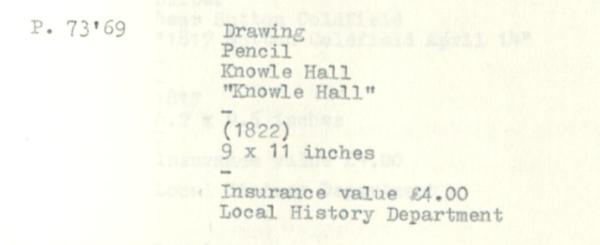 P. 73'69 Drawing
Pencil
Knowle Hall
"Knowle Hall"
-
(1822)
9 x 11 inches
-
Insurance value £4.00
Local History Department